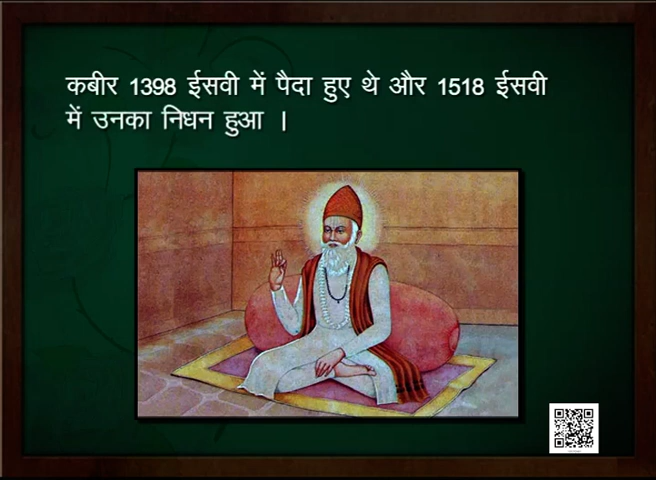 कबीर 1398 ईसवी में पैदा हुए थे और 1518 ईसवी
में उनका निधन हुआ ।